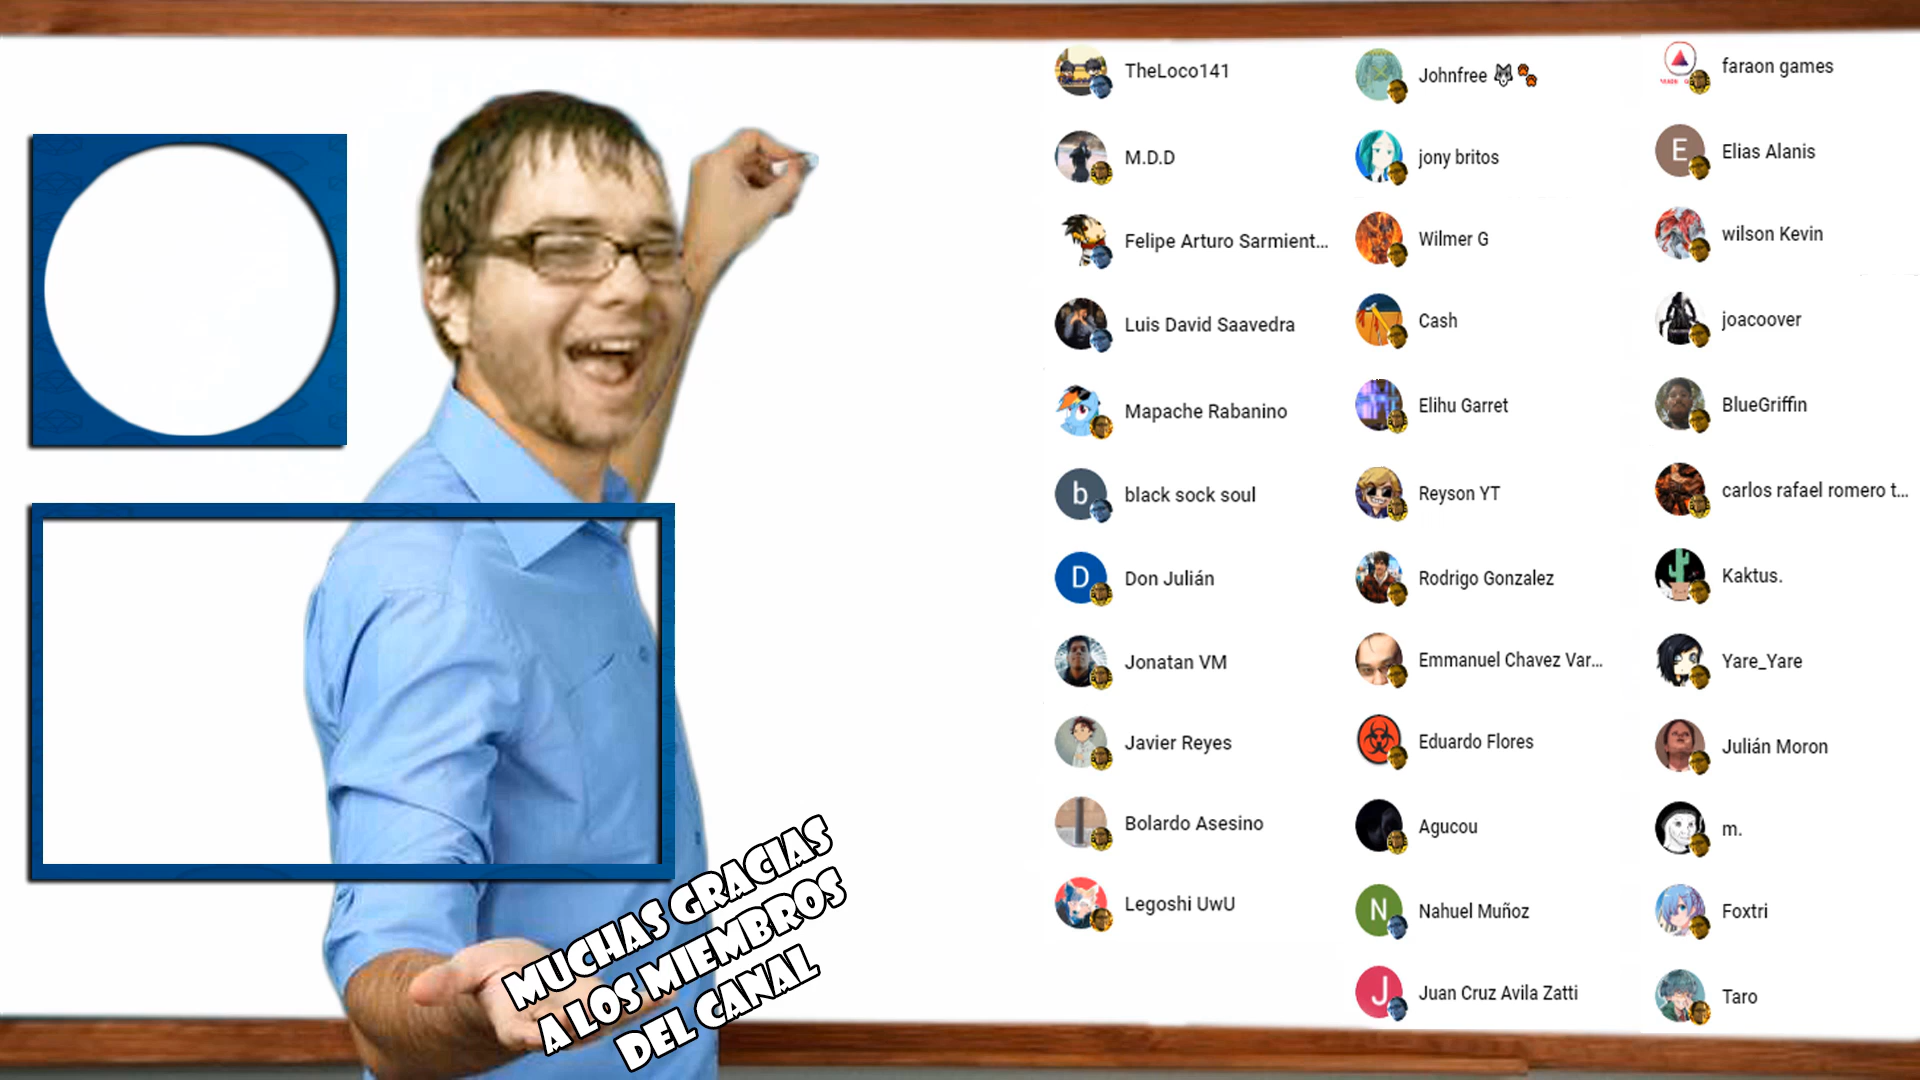 TheLoco141
M.D.D
Felipe Arturo Sarmient...
Luis David Saavedra
Mapache Rabanino
b
black sock soul
D
Don Julián
Jonatan VM
Javier Reyes
Bolardo Asesino
Legoshi UwU
Johnfree 🐺🐾
jony britos
Wilmer G
Cash
Elihu Garret
Reyson YT
Rodrigo Gonzalez
Emmanuel Chavez Var...
Eduardo Flores
Agucou
N
Nahuel Muñoz
J
Juan Cruz Avila Zatti
faraon games
E
Elias Alanis
wilson Kevin
joacoover
BlueGriffin
carlos rafael romero t...
Kaktus.
Yare_Yare
Julián Moron
m.
Foxtri
Taro
MUCHAS GRACIAS
A LOS MIEMBROS
DEL CANAL